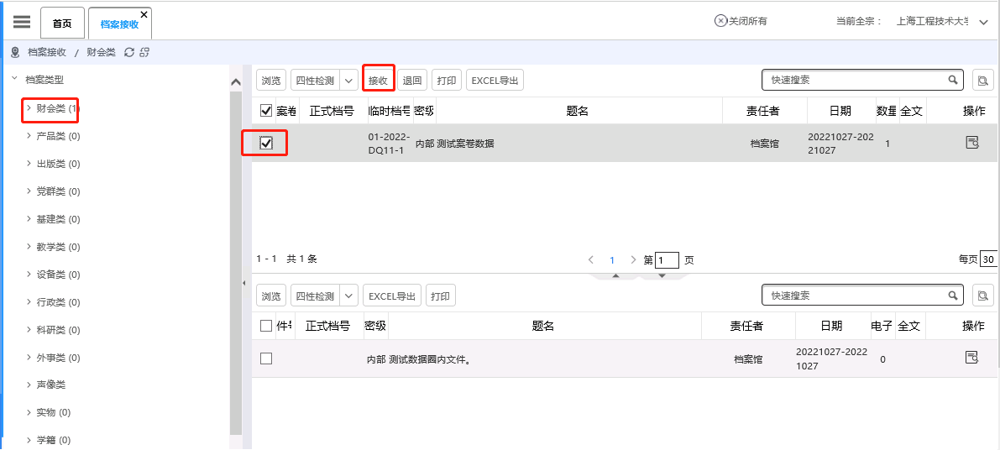 首页
档案接收
关闭所有
当前全宗：
上海工程技术大学
档案接收 / 财会类
档案类型
财会类 (1)
产品类 (0)
出版类 (0)
党群类 (0)
基建类 (0)
教学类 (0)
设备类 (0)
行政类 (0)
科研类 (0)
外事类 (0)
声像类
实物 (0)
学籍 (0)
浏览 四性检测 接收 退回 打印 EXCEL导出 快速搜索
案卷 正式档号 临时档号 密级 题名 责任者 日期 数量 全文 操作
01-2022-
DQ11-1
内部 测试案卷数据 档案馆
20221027-202
21027
1
1 - 1 共 1 条
1
第 1 页
每页 30
浏览 四性检测 EXCEL导出 打印 快速搜索
件号 正式档号 密级 题名 责任者 日期 电子 全文 操作
内部 测试数据圈内文件。 档案馆
20221027-2022
1027
0